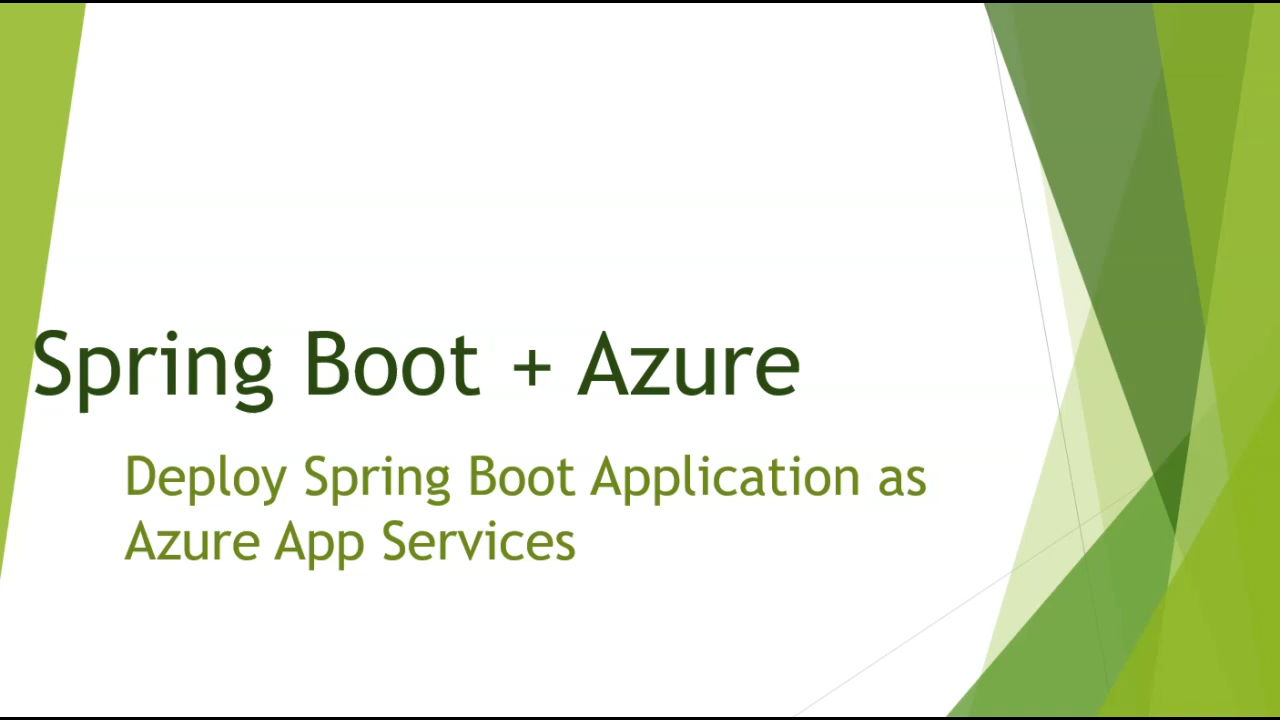 Spring Boot + Azure
Deploy Spring Boot Application as
Azure App Services